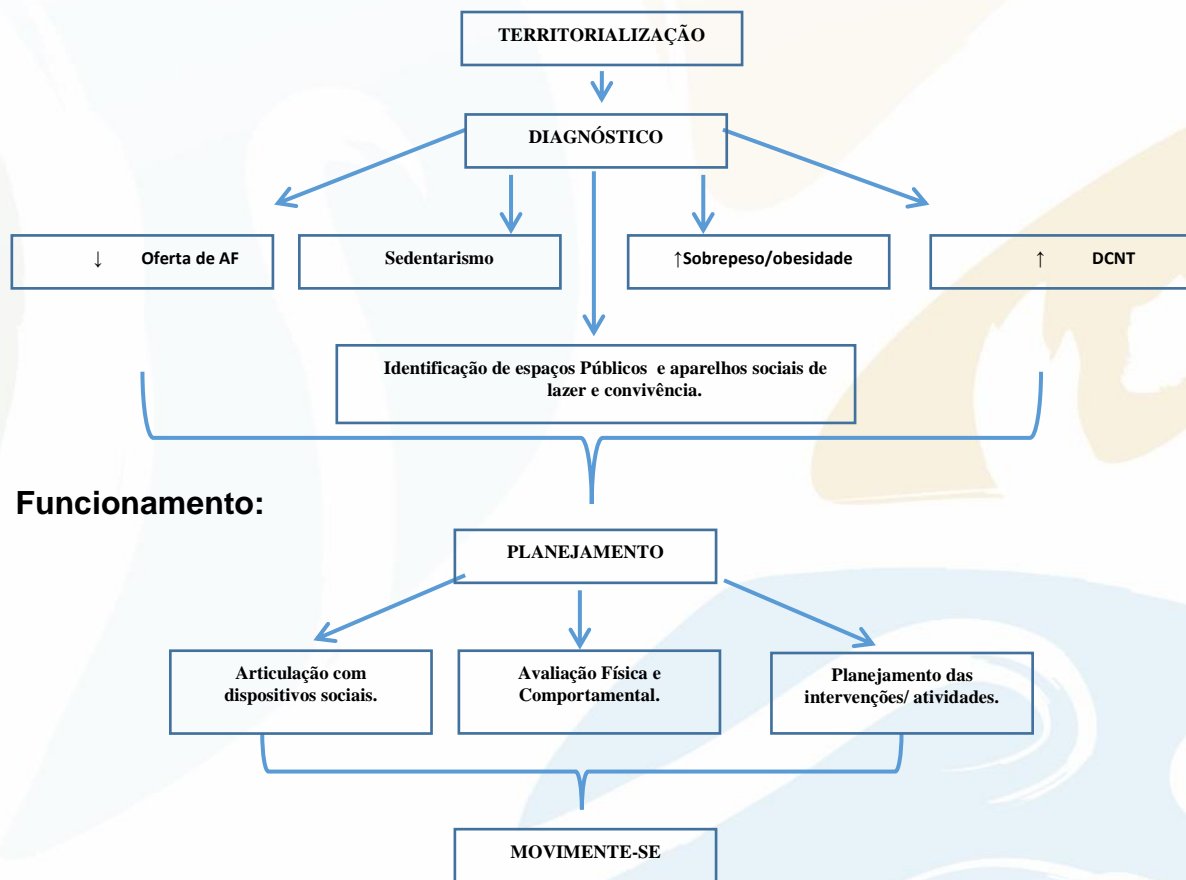 TERRITORIALIZAÇÃO
DIAGNÓSTICO
↓ Oferta de AF
Sedentarismo
↑Sobrepeso/obesidade
↑ DCNT
Identificação de espaços Públicos e aparelhos sociais de
lazer e convivência.
Funcionamento:
PLANEJAMENTO
Articulação com
dispositivos sociais.
Avaliação Física e
Comportamental.
Planejamento das
intervenções/ atividades.
MOVIMENTE-SE